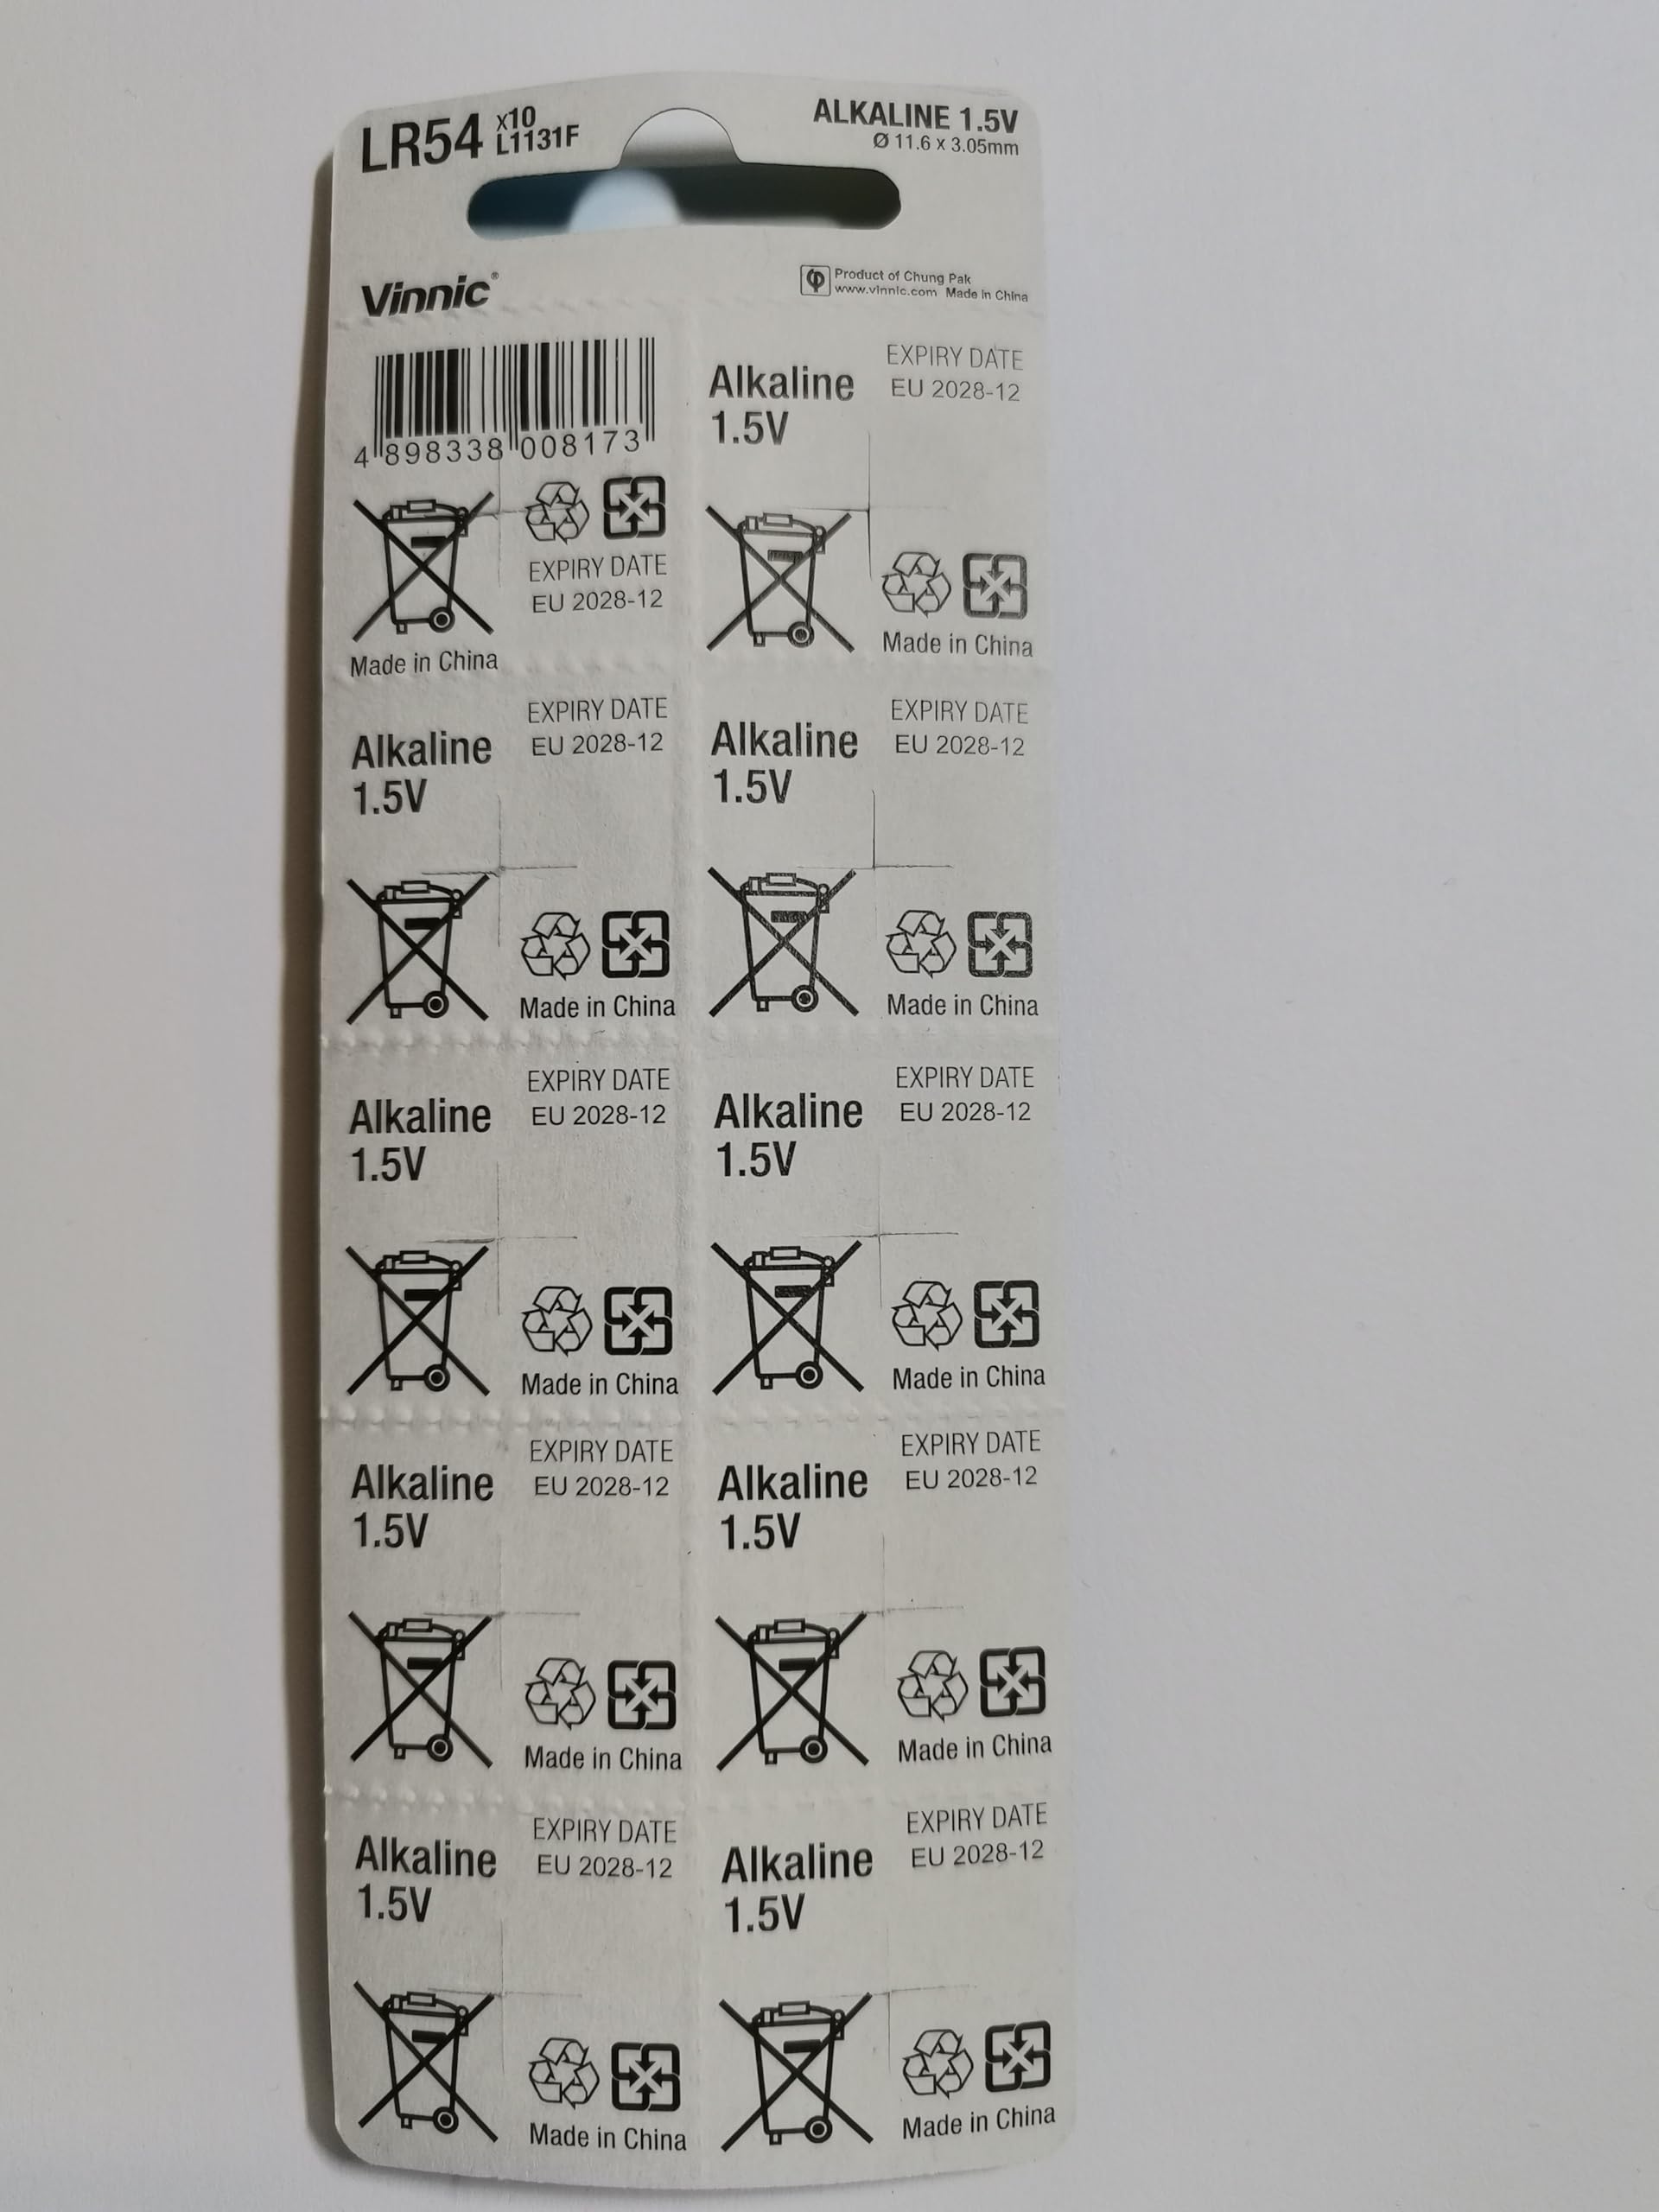 LR54 x10
L1131F
ALKALINE 1.5V
Ø 11.6 x 3.05mm
Vinnic®
Product of Chung Pak
www.vinnic.com Made in China
4 898338 008173
EXPIRY DATE
EU 2028-12
Made in China
Alkaline
1.5V
EXPIRY DATE
EU 2028-12
Made in China
Alkaline
1.5V
EXPIRY DATE
EU 2028-12
Made in China
Alkaline
1.5V
EXPIRY DATE
EU 2028-12
Made in China
Alkaline
1.5V
EXPIRY DATE
EU 2028-12
Made in China
Alkaline
1.5V
EXPIRY DATE
EU 2028-12
Made in China
Alkaline
1.5V
EXPIRY DATE
EU 2028-12
Made in China
Alkaline
1.5V
EXPIRY DATE
EU 2028-12
Made in China
Alkaline
1.5V
EXPIRY DATE
EU 2028-12
Made in China
Alkaline
1.5V
EXPIRY DATE
EU 2028-12
Made in China